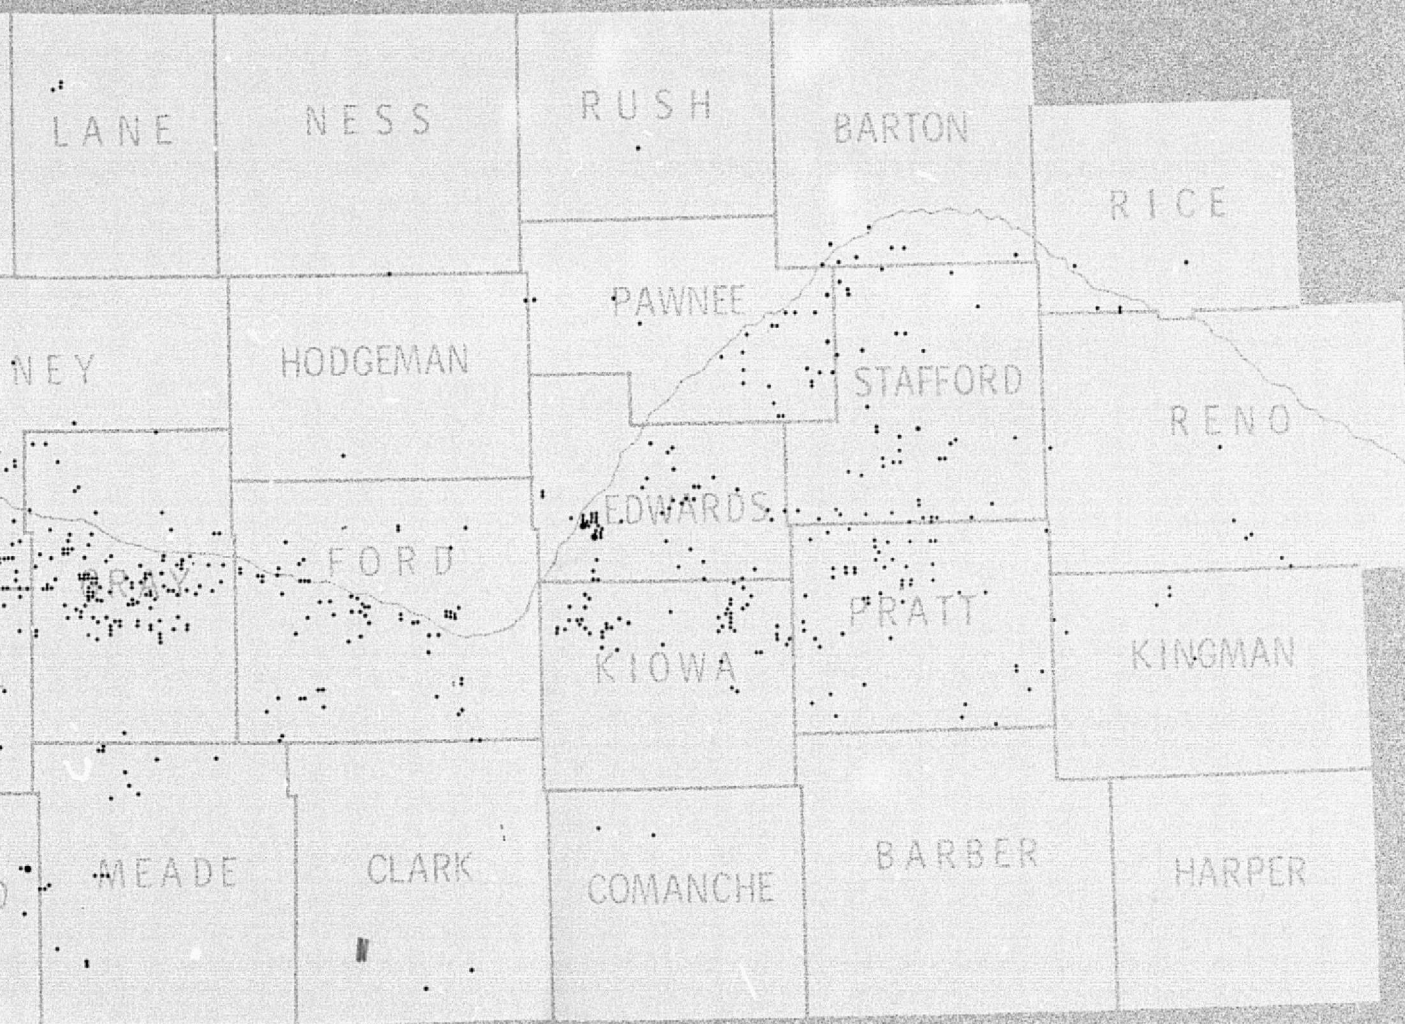 LANE
NESS
RUSH
BARTON
RICE
PAWNEE
NEY
HODGEMAN
STAFFORD
RENO
EDWARDS
FORD
GRAY
PRATT
KIOWA
KINGMAN
MEADE
CLARK
COMANCHE
BARBER
HARPER